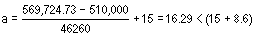 a = 569,724.73 − 510,000 / 46260 + 15 = 16.29 < (15 + 8.6)